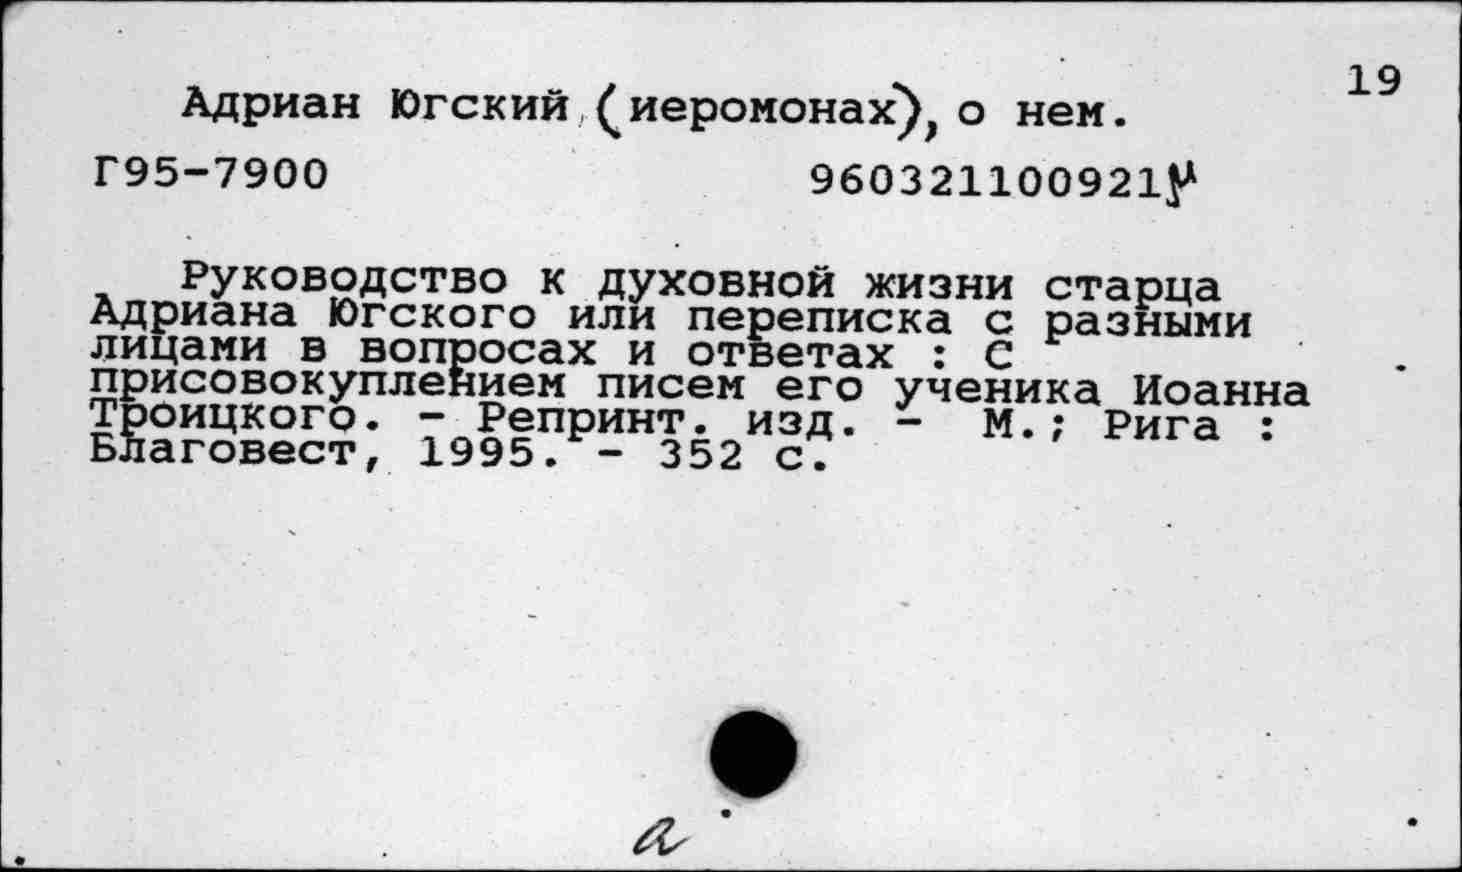 19
Адриан Югский, (иеромонах), о нем.
Г95-7900 960321100921
Руководство к духовной жизни старца
Адриана Югского или переписка с разными
лицами в вопросах и ответах : С
присовокуплением писем его ученика Иоанна
Троицкого. - Репринт. изд. - М.; Рига :
Благовест, 1995. - 352 с.
а